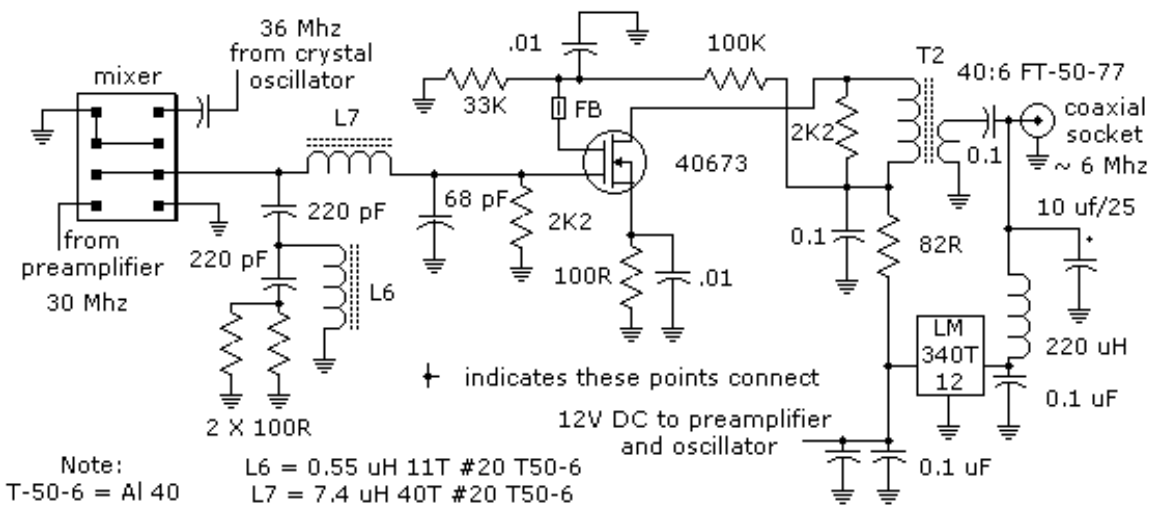 36 Mhz
from crystal
oscillator
mixer
.01
100K
T2
40:6 FT-50-77
33K
FB
L7
2K2
coaxial
socket
~ 6 Mhz
0.1
40673
220 pF
68 pF
2K2
10 uf/25
+
from
preamplifier
30 Mhz
220 pF
L6
100R
.01
0.1
82R
LM
340T
12
220 uH
0.1 uF
indicates these points connect
2 X 100R
12V DC to preamplifier
and oscillator
0.1 uF
Note:
T-50-6 = Al 40
L6 = 0.55 uH 11T #20 T50-6
L7 = 7.4 uH 40T #20 T50-6